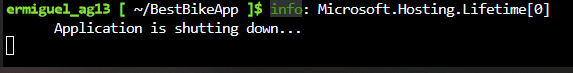 ermiguel_ag13 [ ~/BestBikeApp ]$ info: Microsoft.Hosting.Lifetime[0]
Application is shutting down...